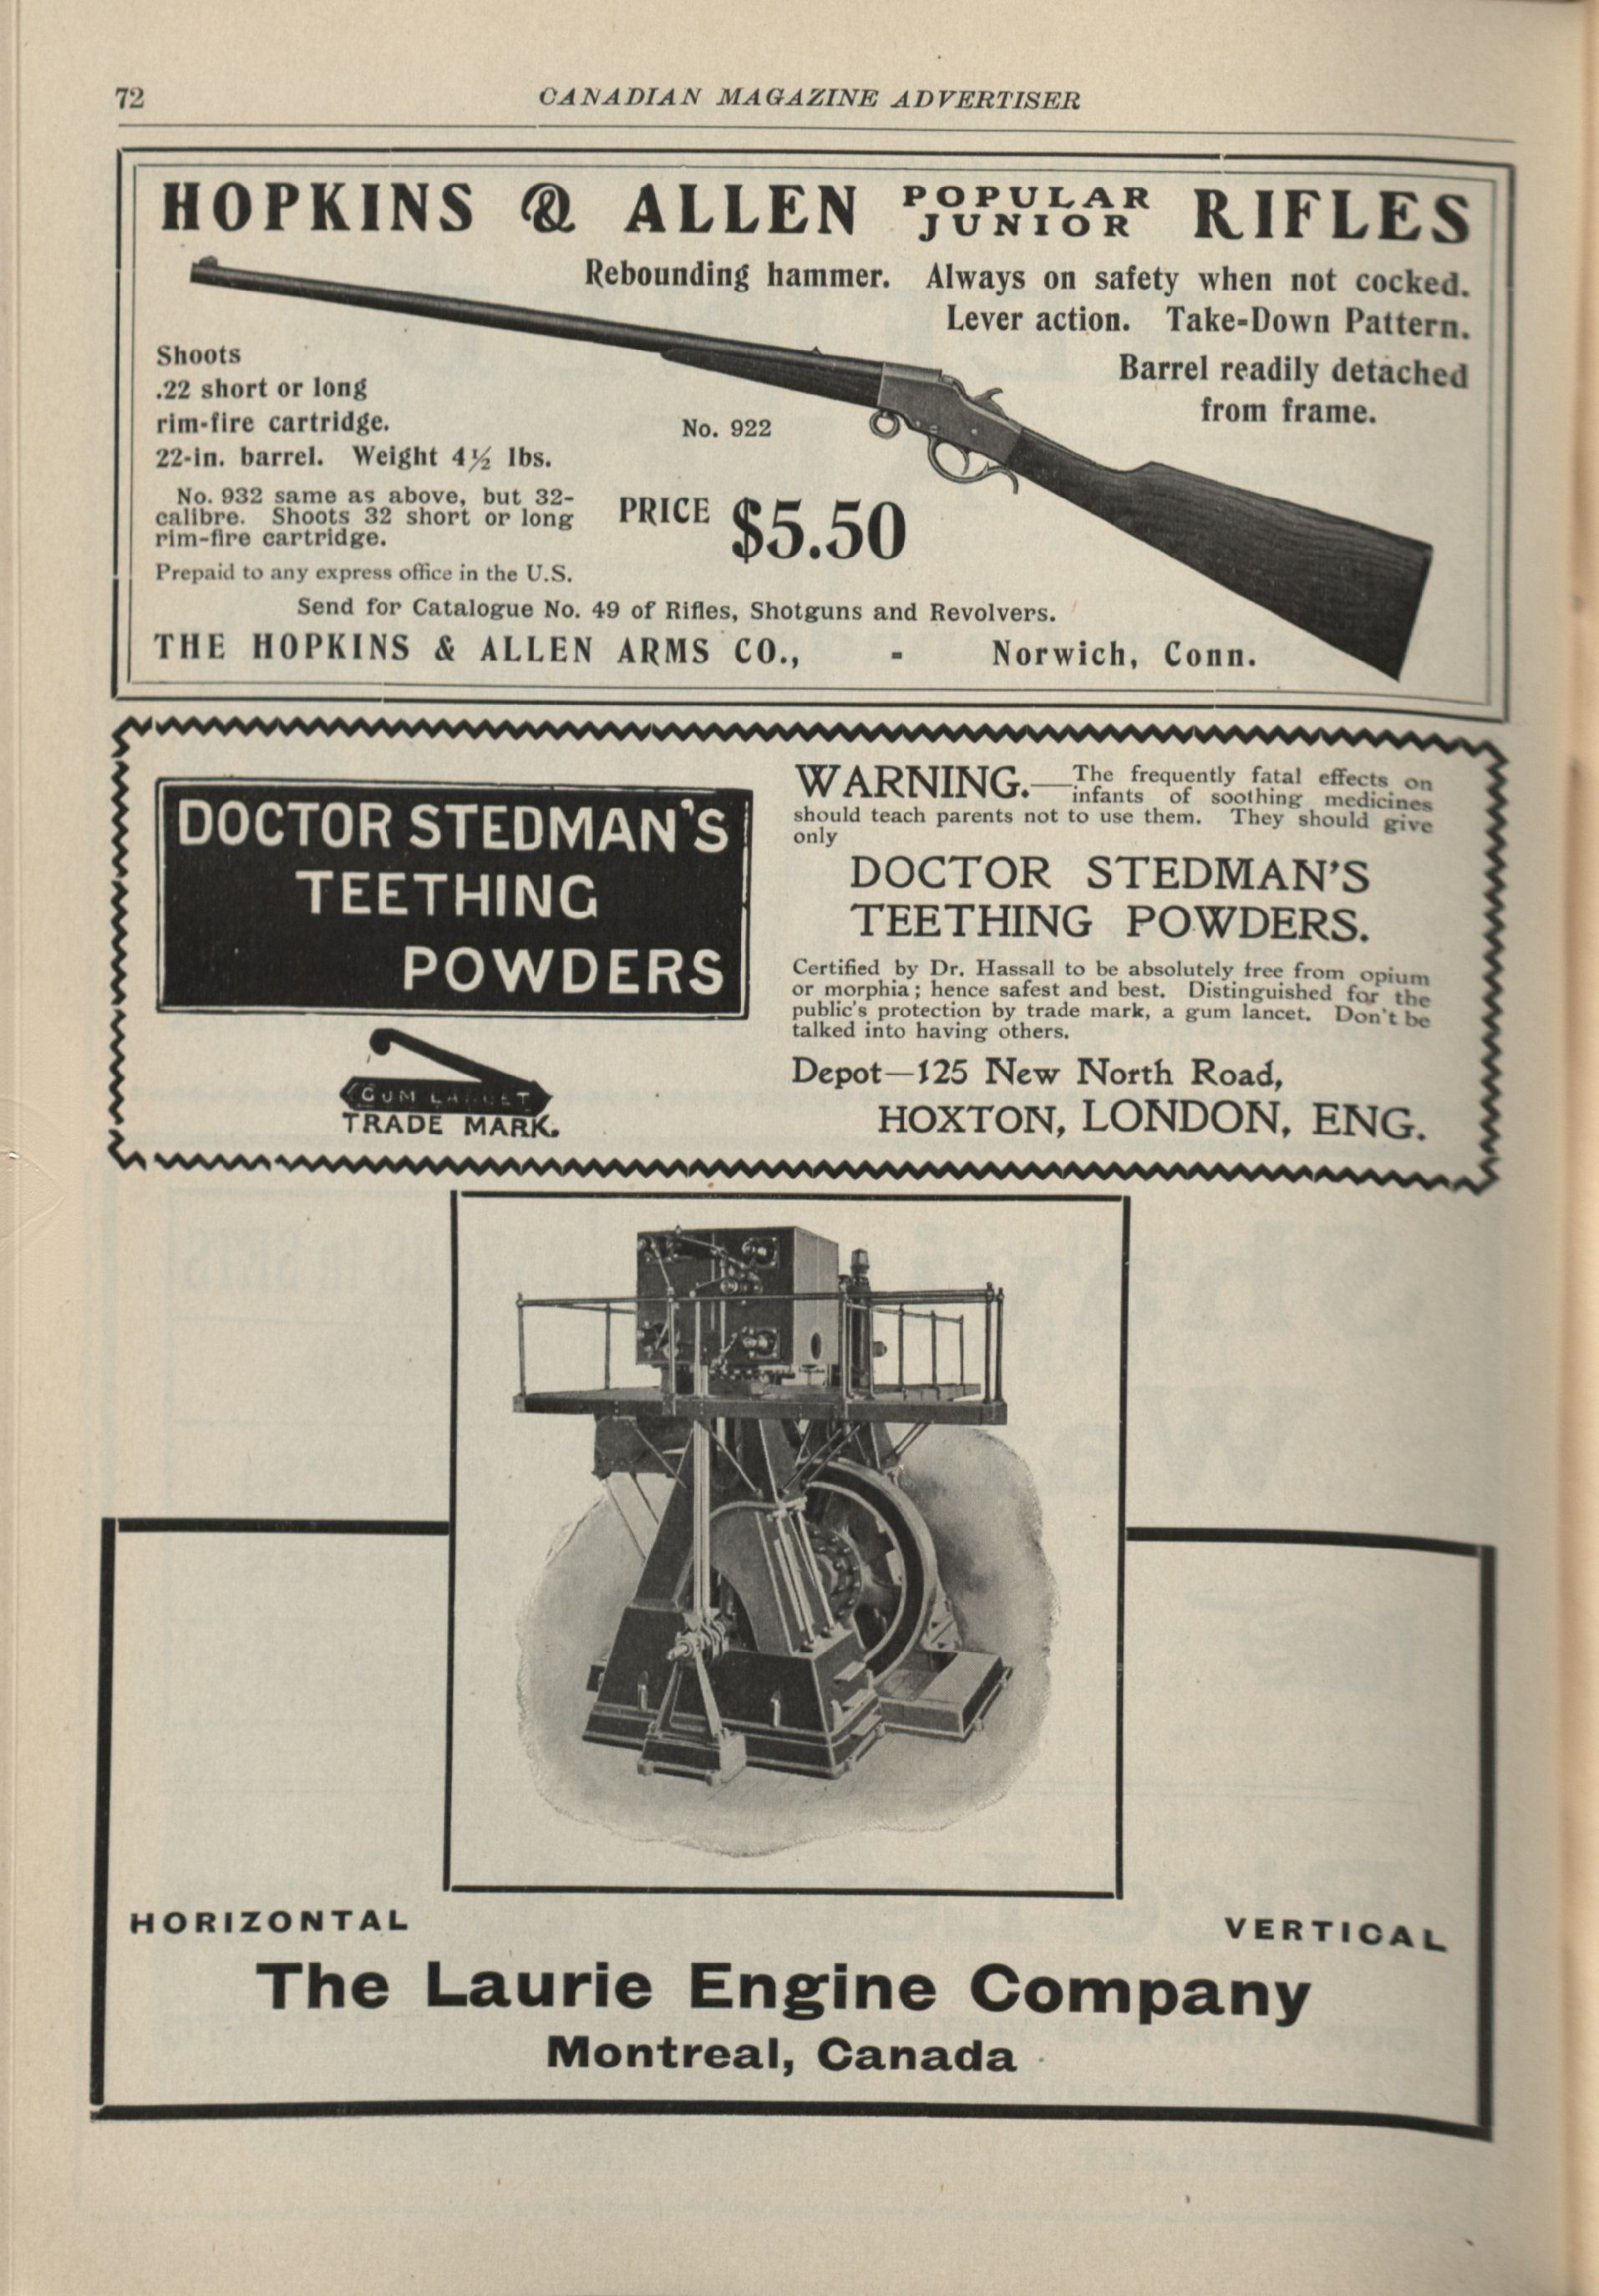 72
CANADIAN MAGAZINE ADVERTISER
HOPKINS & ALLEN POPULAR JUNIOR RIFLES
Rebounding hammer. Always on safety when not cocked.
Lever action. Take-Down Pattern.
Barrel readily detached
from frame.
Shoots
.22 short or long
rim-fire cartridge.
22-in. barrel. Weight 4½ lbs.
No. 922
No. 932 same as above, but 32-
calibre. Shoots 32 short or long
rim-fire cartridge.
PRICE $5.50
Prepaid to any express office in the U.S.
Send for Catalogue No. 49 of Rifles, Shotguns and Revolvers.
THE HOPKINS & ALLEN ARMS CO., - Norwich, Conn.
DOCTOR STEDMAN'S
TEETHING
POWDERS
GUM LANCET
TRADE MARK.
WARNING.—The frequently fatal effects on
infants of soothing medicines
should teach parents not to use them. They should give
only
DOCTOR STEDMAN'S
TEETHING POWDERS.
Certified by Dr. Hassall to be absolutely free from opium
or morphia; hence safest and best. Distinguished for the
public's protection by trade mark, a gum lancet. Don't be
talked into having others.
Depot—125 New North Road,
HOXTON, LONDON, ENG.
HORIZONTAL
VERTICAL
The Laurie Engine Company
Montreal, Canada